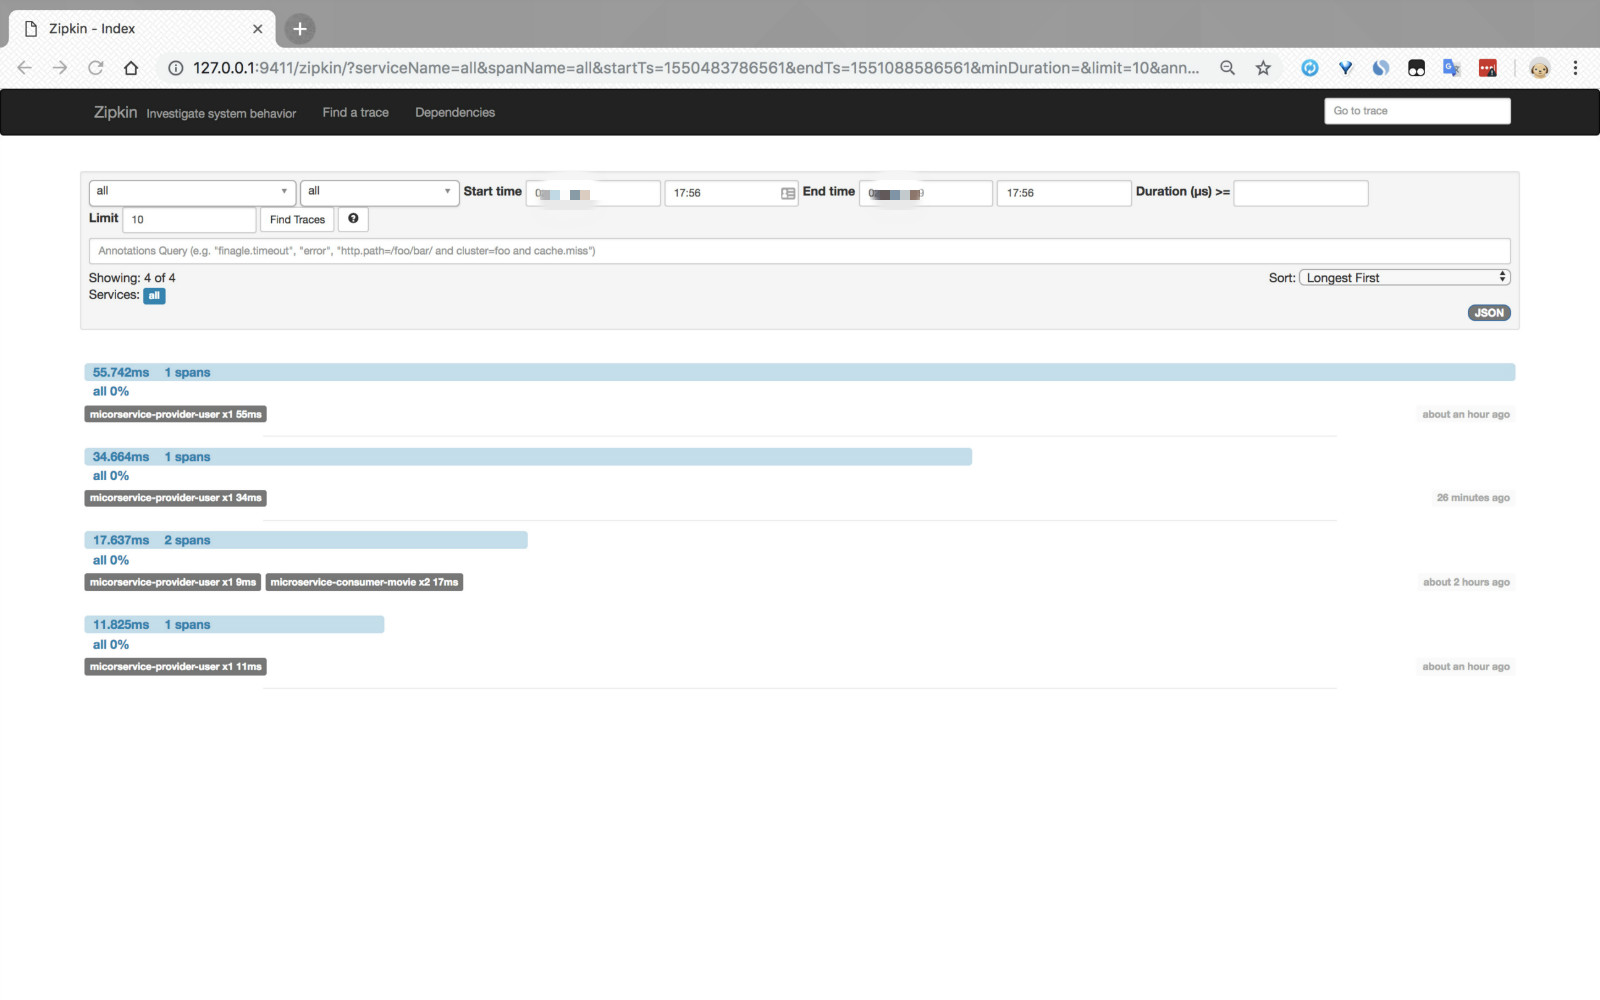 Zipkin - Index
127.0.0.1:9411/zipkin/?serviceName=all&spanName=all&startTs=1550483786561&endTs=1551088586561&minDuration=&limit=10&ann...
Zipkin Investigate system behavior Find a trace Dependencies Go to trace
all all Start time 17:56 End time 17:56 Duration (μs) >=
Limit 10 Find Traces
Annotations Query (e.g. "finagle.timeout", "error", "http.path=/foo/bar/ and cluster=foo and cache.miss")
Showing: 4 of 4 Sort: Longest First
Services: all
JSON
55.742ms 1 spans
all 0%
micorservice-provider-user x1 55ms about an hour ago
34.664ms 1 spans
all 0%
micorservice-provider-user x1 34ms 26 minutes ago
17.637ms 2 spans
all 0%
micorservice-provider-user x1 9ms microservice-consumer-movie x2 17ms about 2 hours ago
11.825ms 1 spans
all 0%
micorservice-provider-user x1 11ms about an hour ago